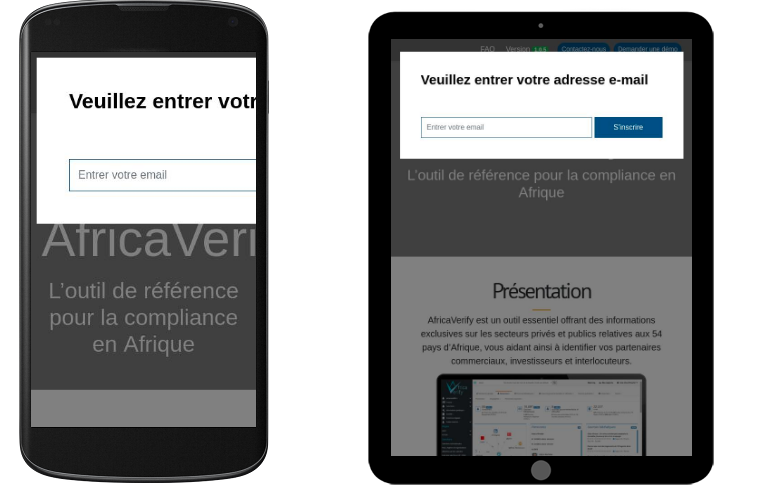 Veuillez entrer votr
Entrer votre email
AfricaVeri
L'outil de référence
pour la compliance
en Afrique
FAQ Version Contactez-nous Demander une démo
Veuillez entrer votre adresse e-mail
Entrer votre email S'inscrire
L'outil de référence pour la compliance en
Afrique
Présentation
AfricaVerify est un outil essentiel offrant des informations
exclusives sur les secteurs privés et publics relatives aux 54
pays d'Afrique, vous aidant ainsi à identifier vos partenaires
commerciaux, investisseurs et interlocuteurs.